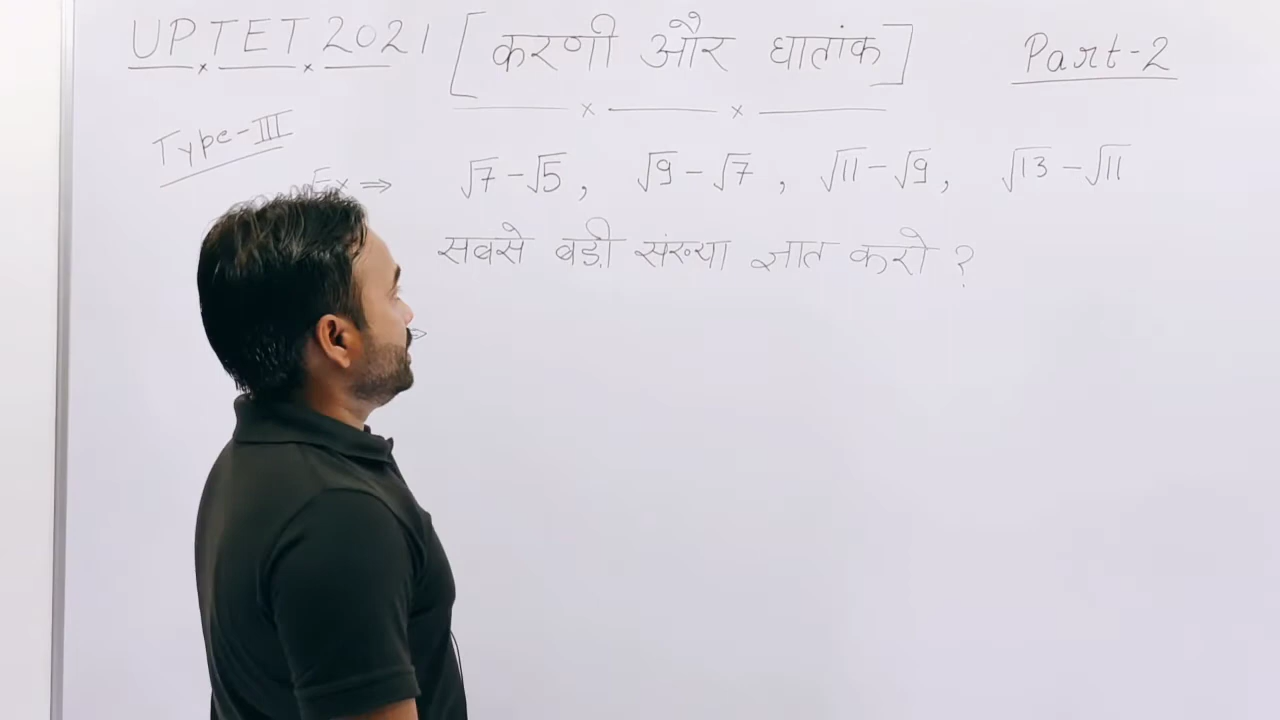 UPTET 2021 [करणी और घातांक] Part-2
Type-III
Ex ⇒ √7-√5, √9-√7, √11-√9, √13-√11
सबसे बड़ी संख्या ज्ञात करो ?